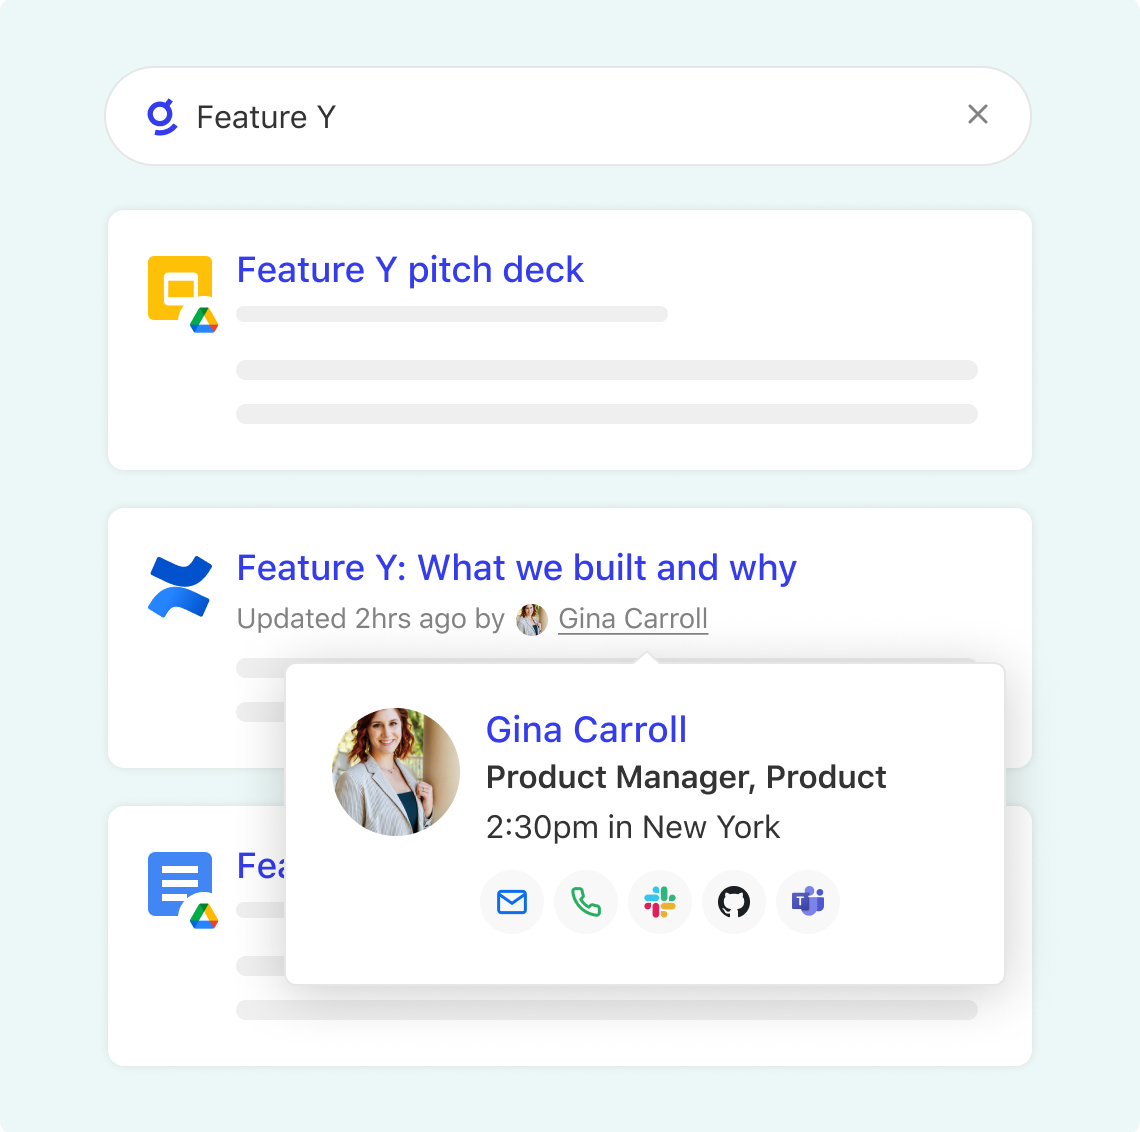 Feature Y
Feature Y pitch deck
Feature Y: What we built and why
Updated 2hrs ago by Gina Carroll
Gina Carroll
Product Manager, Product
2:30pm in New York
T